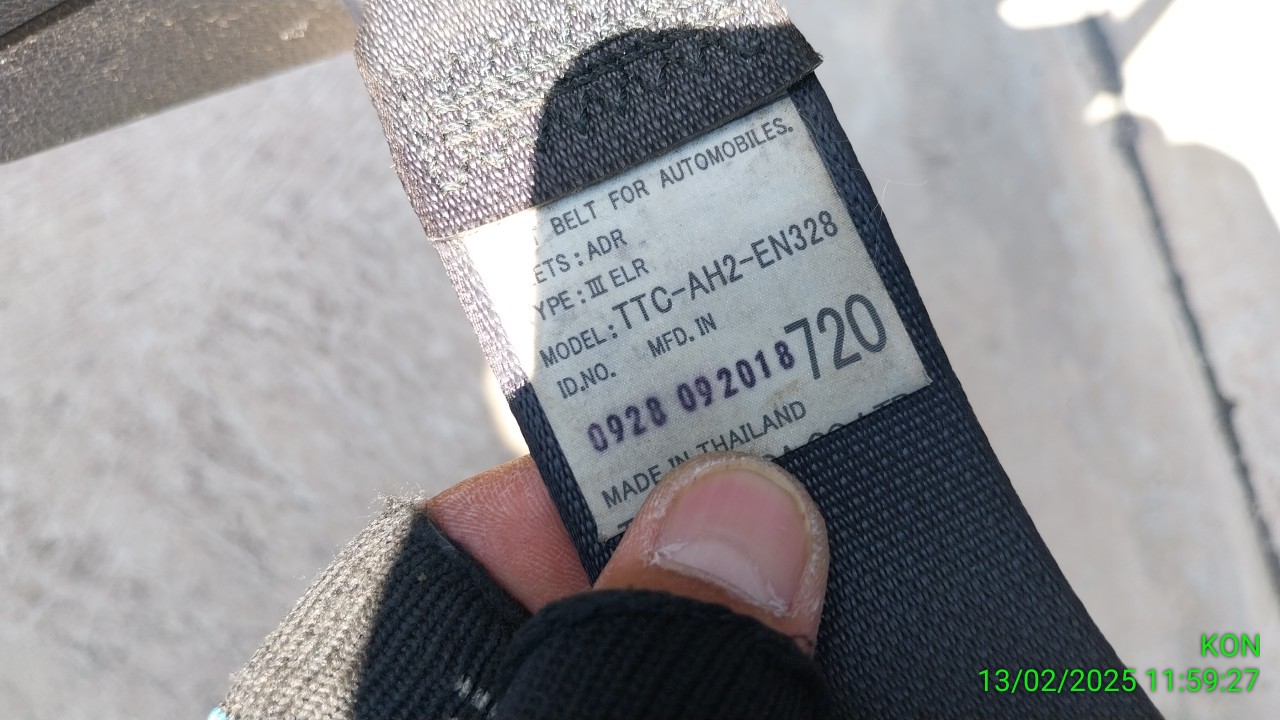 BELT FOR AUTOMOBILES.
ETS:ADR
YPE:Ⅲ ELR
MODEL:TTC-AH2-EN328
ID.NO. MFD.IN
0928 092018 720
MADE IN THAILAND
KON
13/02/2025 11:59:27